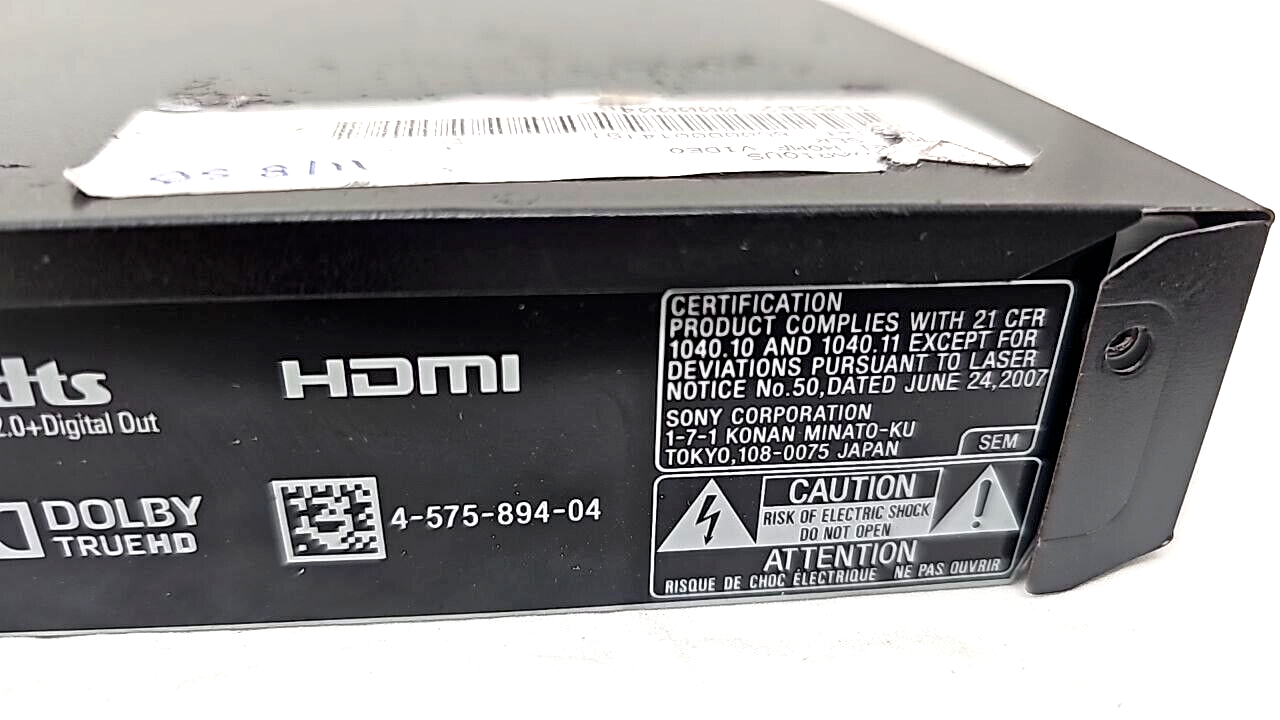 HOME VIDEO
dts
2.0+Digital Out
HDMI
DOLBY
TRUEHD
4-575-894-04
CERTIFICATION
PRODUCT COMPLIES WITH 21 CFR
1040.10 AND 1040.11 EXCEPT FOR
DEVIATIONS PURSUANT TO LASER
NOTICE No.50,DATED JUNE 24,2007
SONY CORPORATION
1-7-1 KONAN MINATO-KU
TOKYO,108-0075 JAPAN
SEM
CAUTION
RISK OF ELECTRIC SHOCK
DO NOT OPEN
ATTENTION
RISQUE DE CHOC ÉLECTRIQUE NE PAS OUVRIR